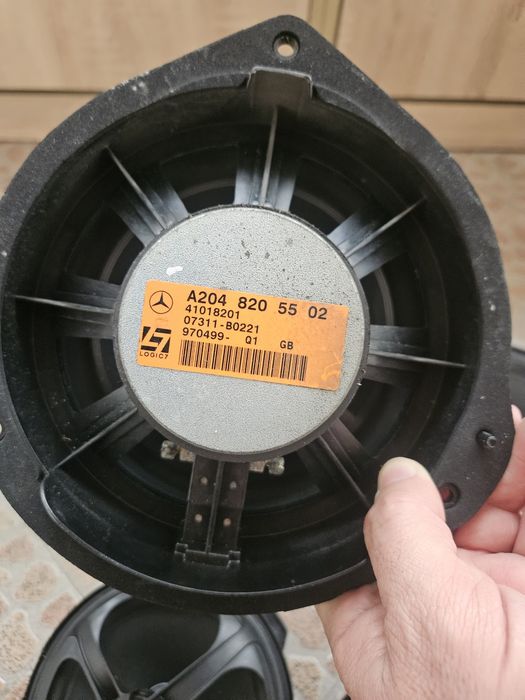 A204 820 55 02
41018201
07311-B0221
970499- Q1 GB
LOGIC7